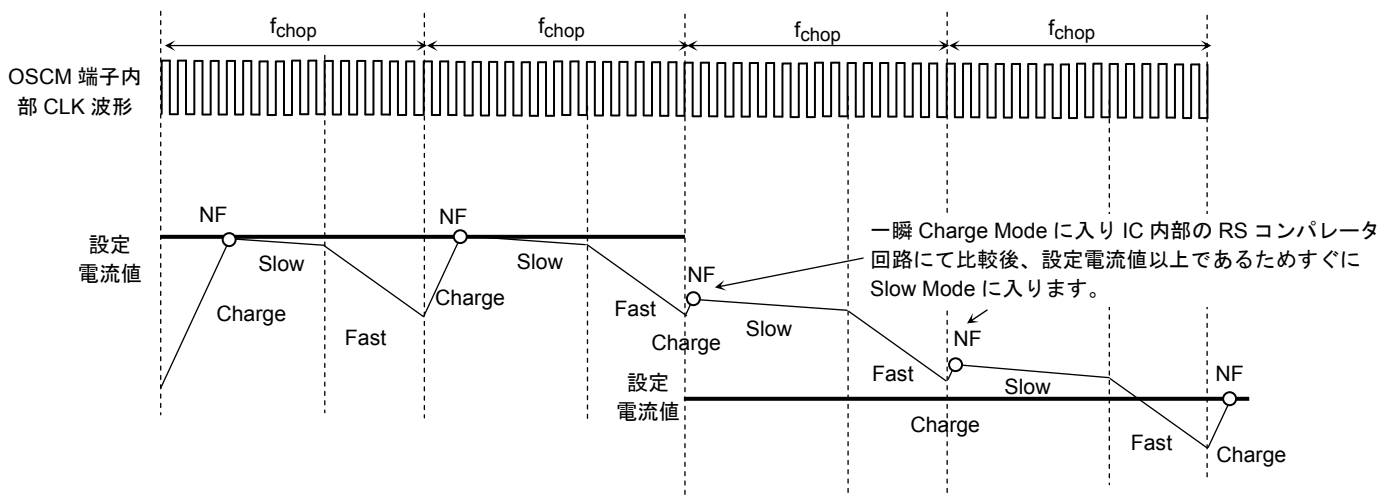 fchop
fchop
fchop
fchop
OSCM 端子内
部 CLK 波形
NF
NF
設定
電流値
Slow
Slow
Charge
Charge
Fast
Fast
一瞬 Charge Mode に入り IC 内部の RS コンパレータ
回路にて比較後、設定電流値以上であるためすぐに
Slow Mode に入ります。
NF
Slow
Charge
Fast
NF
Slow
設定
電流値
Charge
NF
Fast
Charge